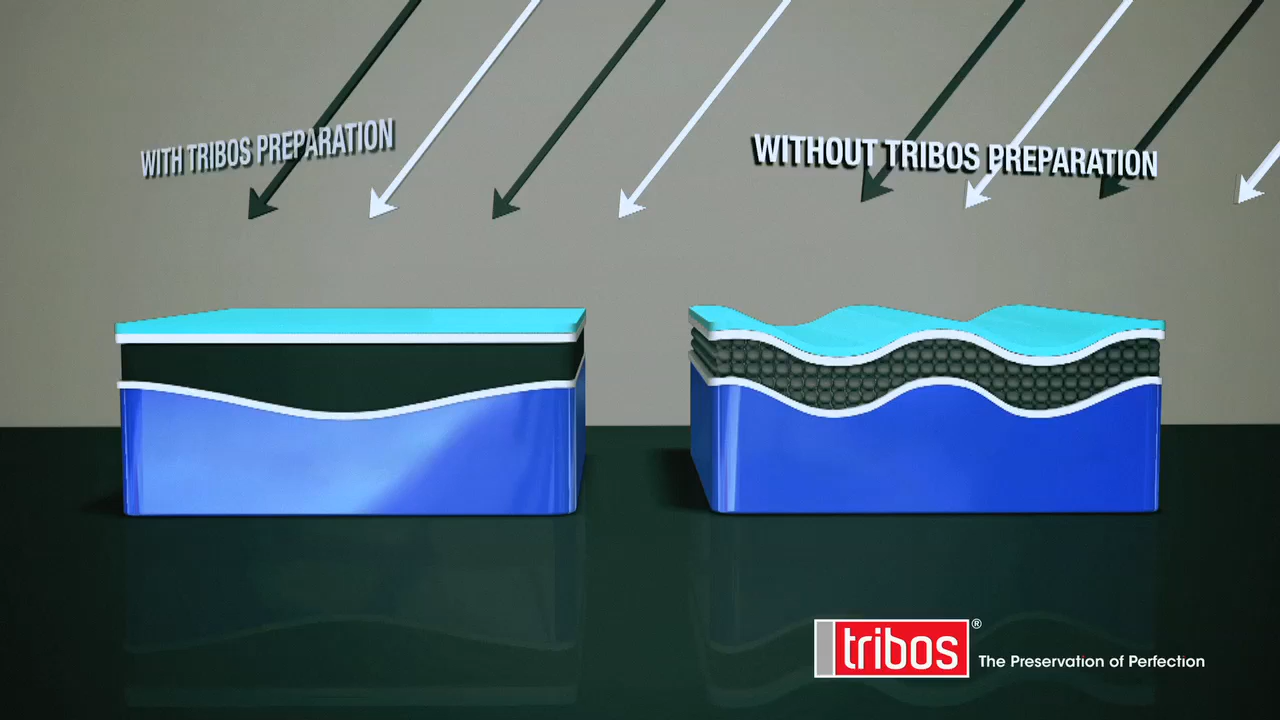 WITH TRIBOS PREPARATION
WITHOUT TRIBOS PREPARATION
tribos®
The Preservation of Perfection